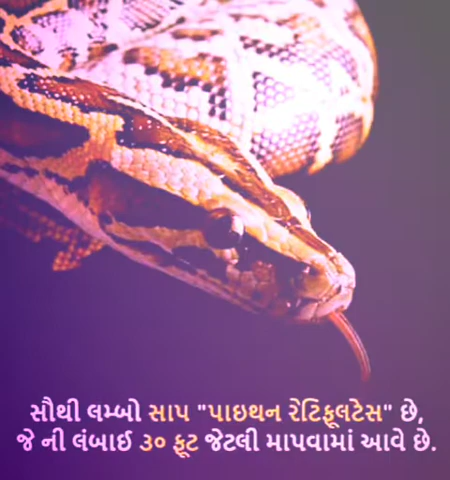 સૌથી લમ્બો સાપ "પાઇથન રેટિફૂલટેસ" છે,
જે ની લંબાઈ ૩૦ ફૂટ જેટલી માપવામાં આવે છે.